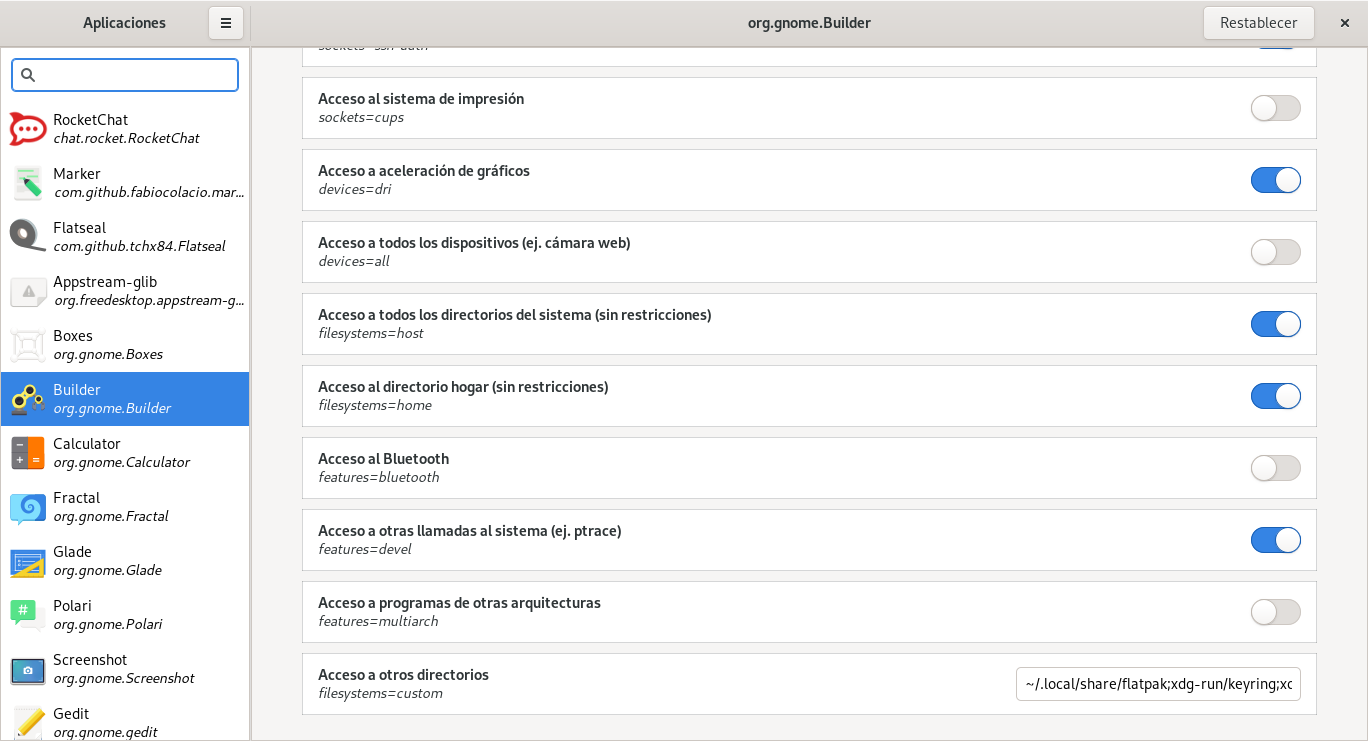 Aplicaciones
org.gnome.Builder
Restablecer
RocketChat
chat.rocket.RocketChat
Marker
com.github.fabiocolacio.mar...
Flatseal
com.github.tchx84.Flatseal
Appstream-glib
org.freedesktop.appstream-g...
Boxes
org.gnome.Boxes
Builder
org.gnome.Builder
Calculator
org.gnome.Calculator
Fractal
org.gnome.Fractal
Glade
org.gnome.Glade
Polari
org.gnome.Polari
Screenshot
org.gnome.Screenshot
Gedit
org.gnome.gedit
sockets=ssh-auth
Acceso al sistema de impresión
sockets=cups
Acceso a aceleración de gráficos
devices=dri
Acceso a todos los dispositivos (ej. cámara web)
devices=all
Acceso a todos los directorios del sistema (sin restricciones)
filesystems=host
Acceso al directorio hogar (sin restricciones)
filesystems=home
Acceso al Bluetooth
features=bluetooth
Acceso a otras llamadas al sistema (ej. ptrace)
features=devel
Acceso a programas de otras arquitecturas
features=multiarch
Acceso a otros directorios
filesystems=custom
~/.local/share/flatpak;xdg-run/keyring;xc